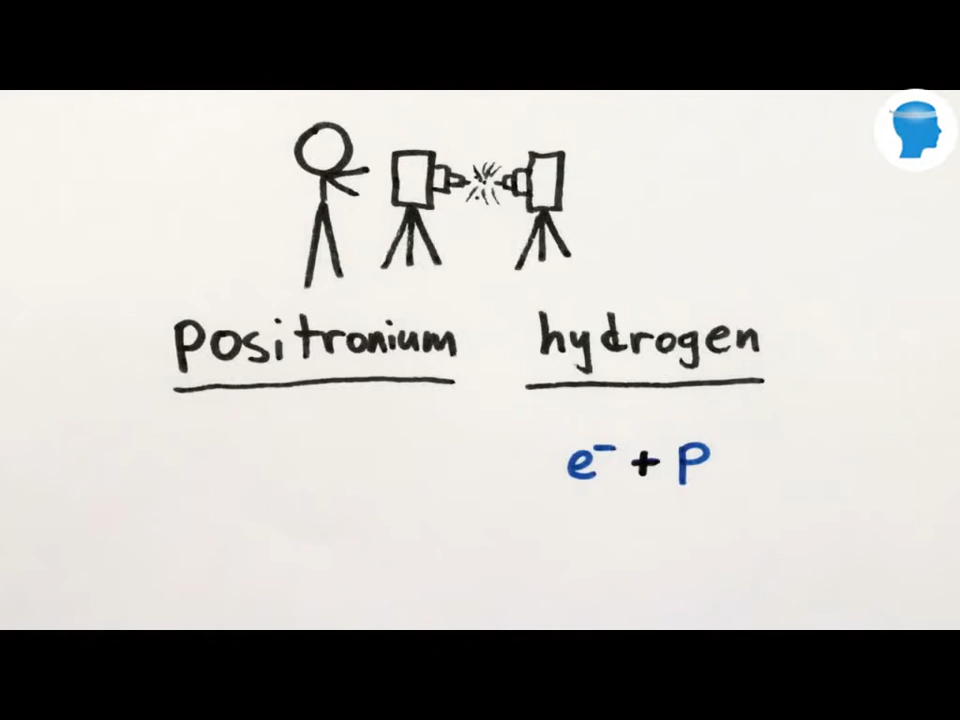 positronium hydrogen
e⁻ + p